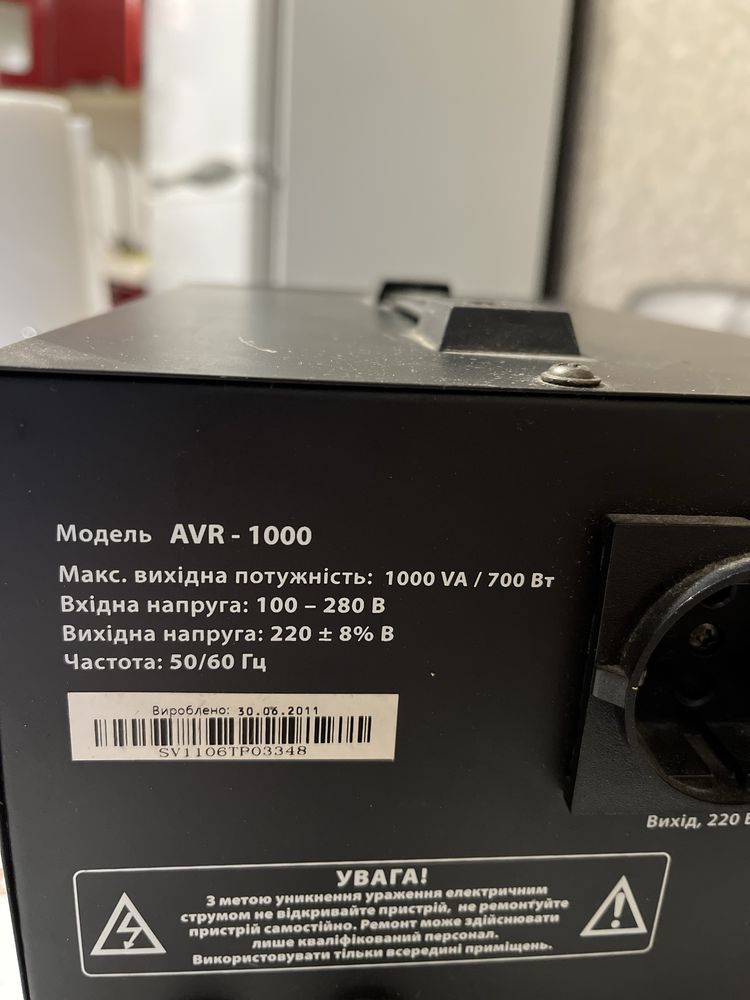 Модель AVR - 1000
Макс. вихідна потужність: 1000 VA / 700 Вт
Вхідна напруга: 100 – 280 В
Вихідна напруга: 220 ± 8% В
Частота: 50/60 Гц
Вироблено: 30.06.2011
SV1106TP03348
Вихід, 220 В
УВАГА!
З метою уникнення ураження електричним
струмом не відкривайте пристрій, не ремонтуйте
пристрій самостійно. Ремонт може здійснювати
лише кваліфікований персонал.
Використовувати тільки всередині приміщень.